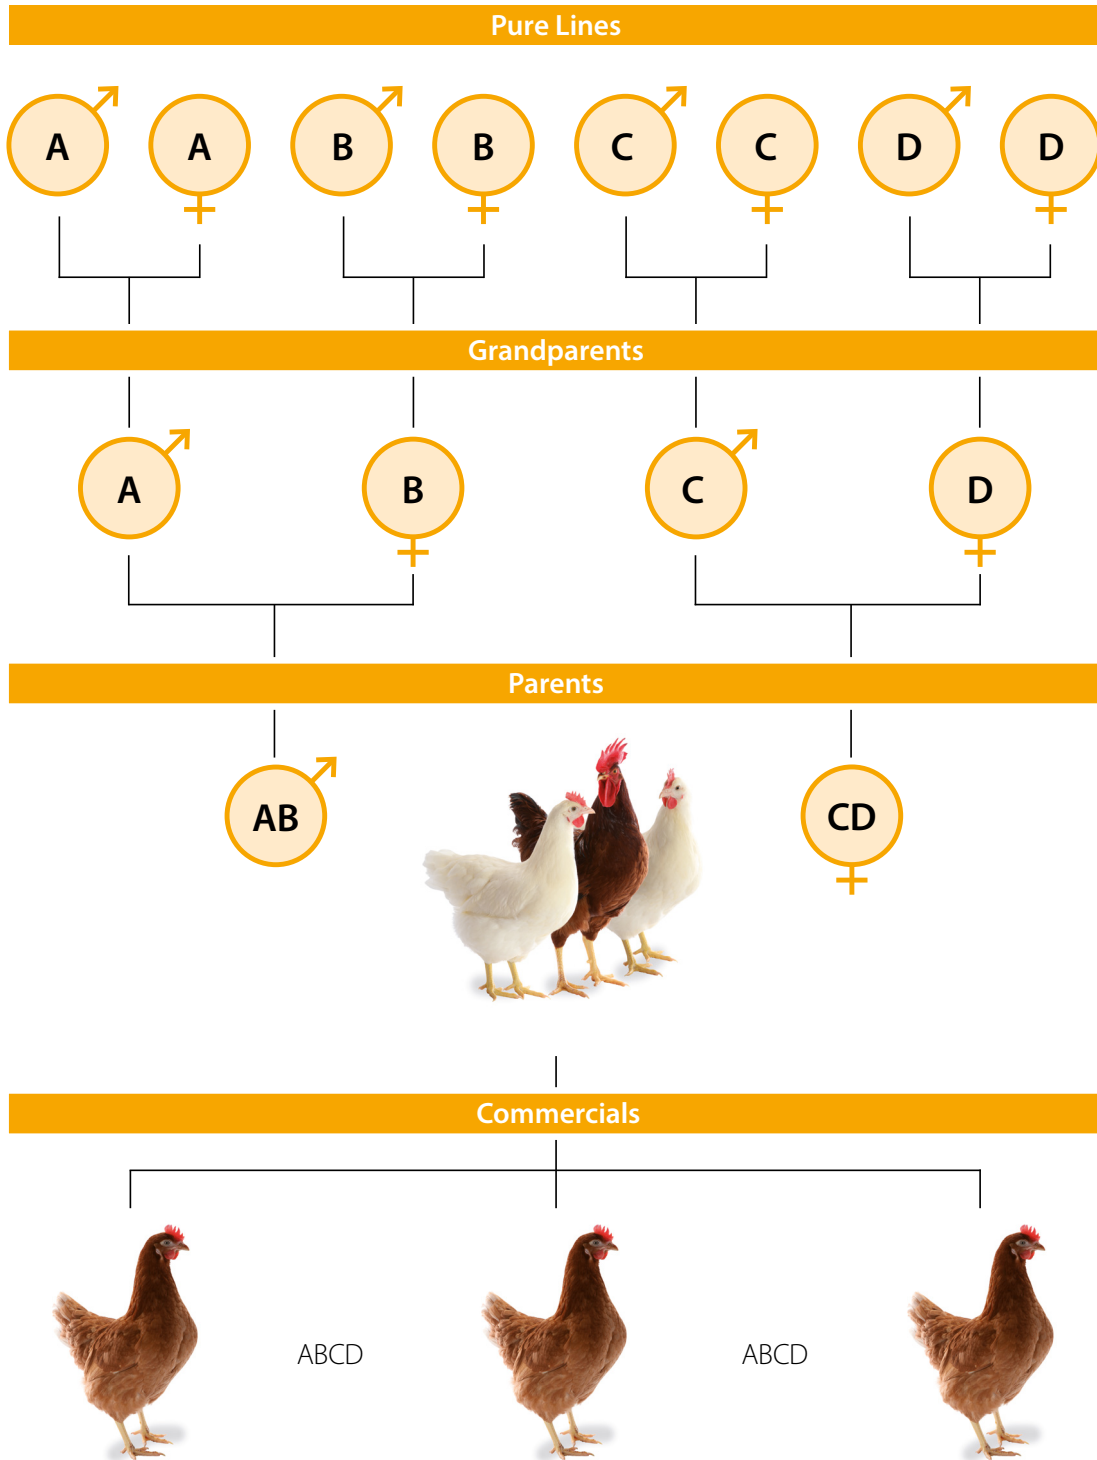 Pure Lines
A A B B C C D D
Grandparents
A B C D
Parents
AB CD
Commercials
ABCD ABCD